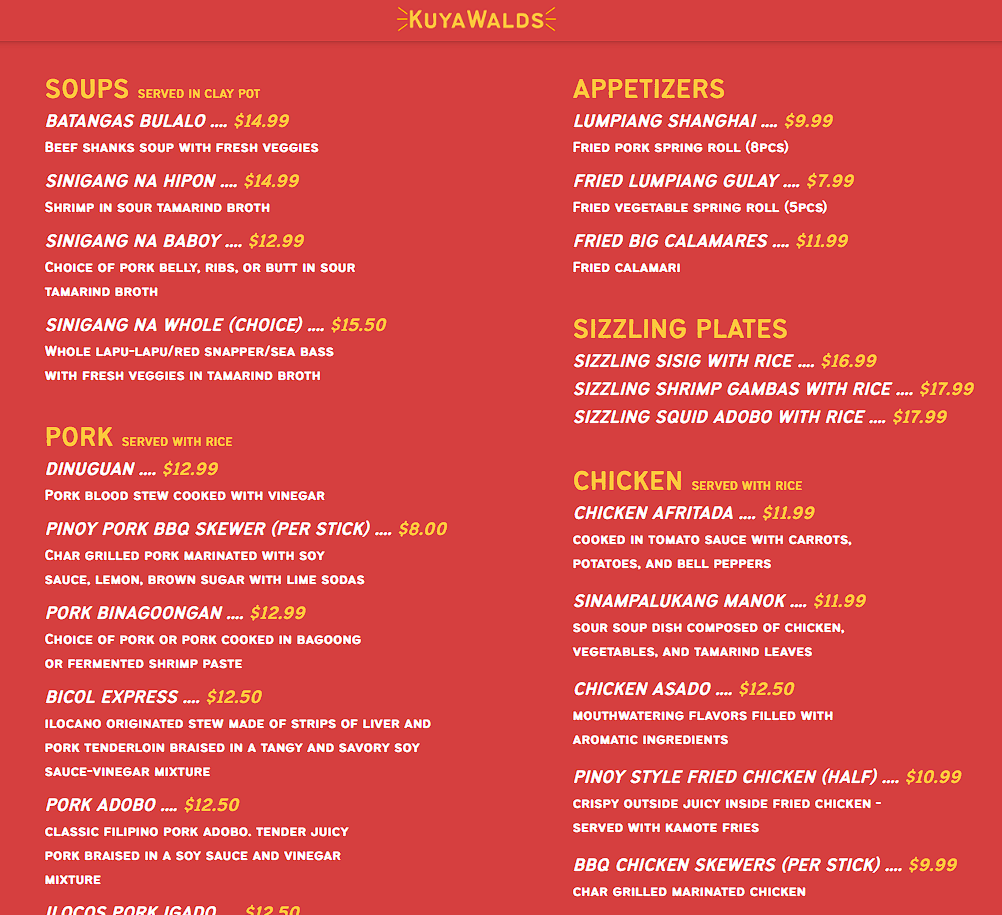 KUYAWALDS
SOUPS SERVED IN CLAY POT
BATANGAS BULALO .... $14.99
BEEF SHANKS SOUP WITH FRESH VEGGIES
SINIGANG NA HIPON .... $14.99
SHRIMP IN SOUR TAMARIND BROTH
SINIGANG NA BABOY .... $12.99
CHOICE OF PORK BELLY, RIBS, OR BUTT IN SOUR
TAMARIND BROTH
SINIGANG NA WHOLE (CHOICE) .... $15.50
WHOLE LAPU-LAPU/RED SNAPPER/SEA BASS
WITH FRESH VEGGIES IN TAMARIND BROTH
PORK SERVED WITH RICE
DINUGUAN .... $12.99
PORK BLOOD STEW COOKED WITH VINEGAR
PINOY PORK BBQ SKEWER (PER STICK) .... $8.00
CHAR GRILLED PORK MARINATED WITH SOY
SAUCE, LEMON, BROWN SUGAR WITH LIME SODAS
PORK BINAGOONGAN .... $12.99
CHOICE OF PORK OR PORK COOKED IN BAGOONG
OR FERMENTED SHRIMP PASTE
BICOL EXPRESS .... $12.50
ILOCANO ORIGINATED STEW MADE OF STRIPS OF LIVER AND
PORK TENDERLOIN BRAISED IN A TANGY AND SAVORY SOY
SAUCE-VINEGAR MIXTURE
PORK ADOBO .... $12.50
CLASSIC FILIPINO PORK ADOBO. TENDER JUICY
PORK BRAISED IN A SOY SAUCE AND VINEGAR
MIXTURE
ILOCOS PORK IGADO .... $12.50
APPETIZERS
LUMPIANG SHANGHAI .... $9.99
FRIED PORK SPRING ROLL (8PCS)
FRIED LUMPIANG GULAY .... $7.99
FRIED VEGETABLE SPRING ROLL (5PCS)
FRIED BIG CALAMARES .... $11.99
FRIED CALAMARI
SIZZLING PLATES
SIZZLING SISIG WITH RICE .... $16.99
SIZZLING SHRIMP GAMBAS WITH RICE .... $17.99
SIZZLING SQUID ADOBO WITH RICE .... $17.99
CHICKEN SERVED WITH RICE
CHICKEN AFRITADA .... $11.99
COOKED IN TOMATO SAUCE WITH CARROTS,
POTATOES, AND BELL PEPPERS
SINAMPALUKANG MANOK .... $11.99
SOUR SOUP DISH COMPOSED OF CHICKEN,
VEGETABLES, AND TAMARIND LEAVES
CHICKEN ASADO .... $12.50
MOUTHWATERING FLAVORS FILLED WITH
AROMATIC INGREDIENTS
PINOY STYLE FRIED CHICKEN (HALF) .... $10.99
CRISPY OUTSIDE JUICY INSIDE FRIED CHICKEN -
SERVED WITH KAMOTE FRIES
BBQ CHICKEN SKEWERS (PER STICK) .... $9.99
CHAR GRILLED MARINATED CHICKEN